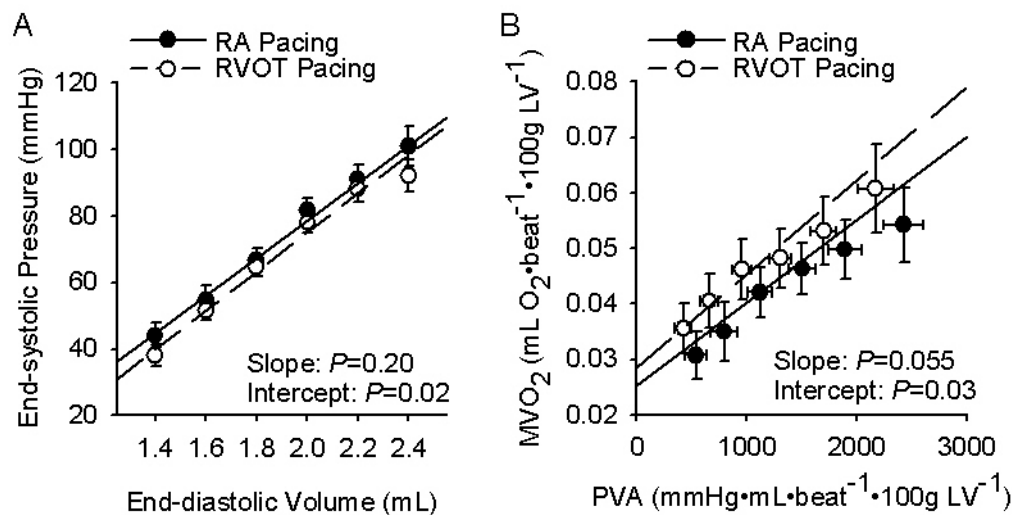 A
RA Pacing
RVOT Pacing
End-systolic Pressure (mmHg)
120
100
80
60
40
20
Slope: P=0.20
Intercept: P=0.02
1.4 1.6 1.8 2.0 2.2 2.4
End-diastolic Volume (mL)
B
RA Pacing
RVOT Pacing
MVO₂ (mL O₂•beat⁻¹•100g LV⁻¹)
0.08
0.07
0.06
0.05
0.04
0.03
0.02
Slope: P=0.055
Intercept: P=0.03
0 1000 2000 3000
PVA (mmHg•mL•beat⁻¹•100g LV⁻¹)